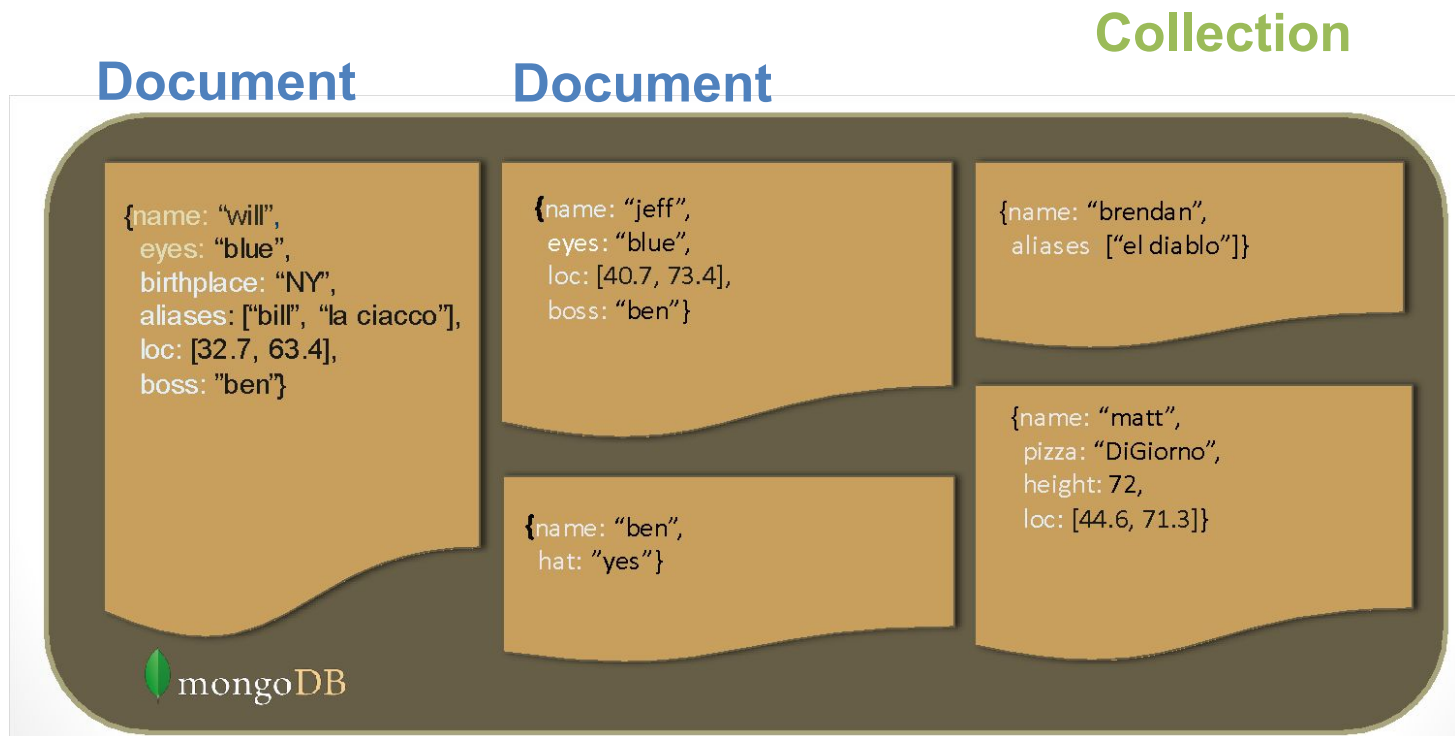 Collection
Document
Document
{name: “will”,
eyes: “blue”,
birthplace: “NY”,
aliases: [“bill”, “la ciacco”],
loc: [32.7, 63.4],
boss: ”ben”}
{name: “jeff”,
eyes: “blue”,
loc: [40.7, 73.4],
boss: “ben”}
{name: “ben”,
hat: ”yes”}
{name: “brendan”,
aliases [“el diablo”]}
{name: “matt”,
pizza: “DiGiorno”,
height: 72,
loc: [44.6, 71.3]}
mongoDB